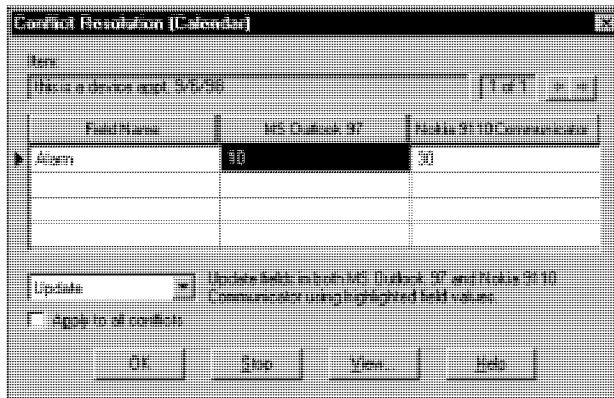 Conflict Resolution [Calendar]
Item:
this is a device appt, 9/8/98
1 of 1
Field Name MS Outlook 97 Nokia 9110 Communicator
Alarm 10 30
Update
Update fields in both MS Outlook 97 and Nokia 9110
Communicator using highlighted field values.
Apply to all conflicts
OK Stop View... Help